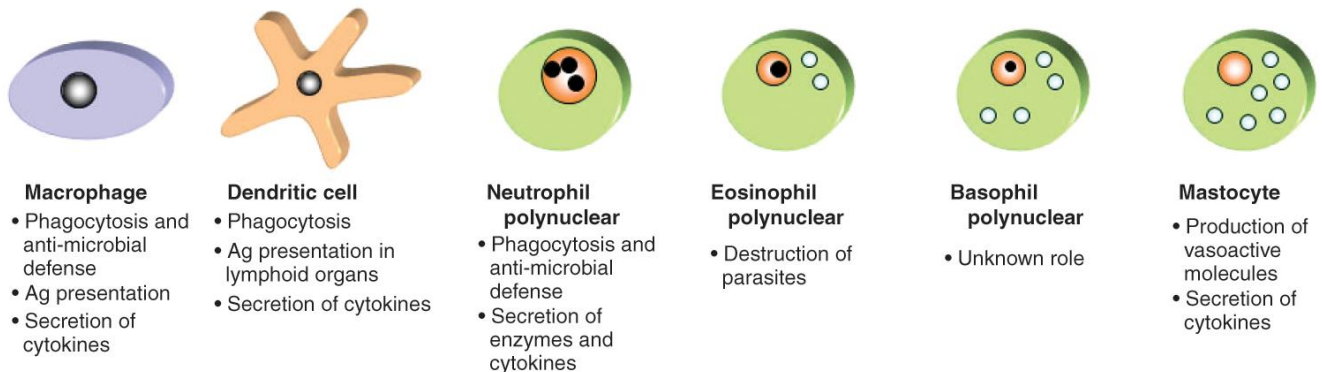 Macrophage
• Phagocytosis and
anti-microbial
defense
• Ag presentation
• Secretion of
cytokines
Dendritic cell
• Phagocytosis
• Ag presentation in
lymphoid organs
• Secretion of cytokines
Neutrophil
polynuclear
• Phagocytosis and
anti-microbial
defense
• Secretion of
enzymes and
cytokines
Eosinophil
polynuclear
• Destruction of
parasites
Basophil
polynuclear
• Unknown role
Mastocyte
• Production of
vasoactive
molecules
• Secretion of
cytokines